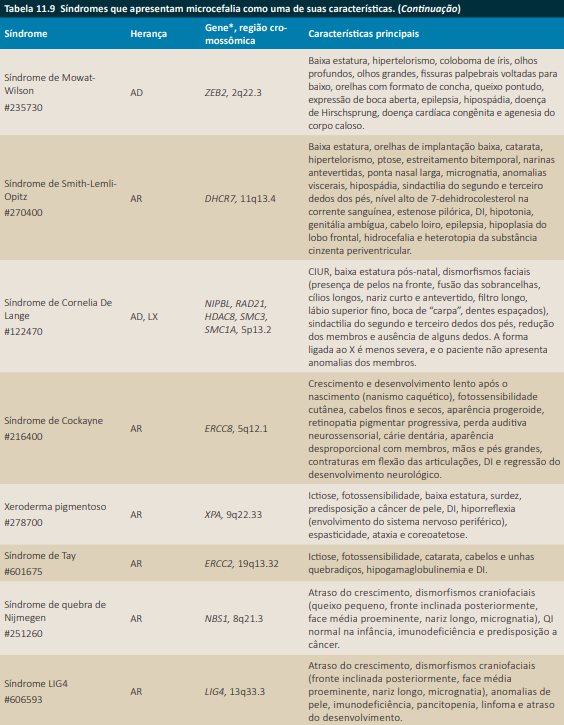 Tabela 11.9 Síndromes que apresentam microcefalia como uma de suas características. (Continuação)
Síndrome
Herança
Gene*, região cro-
mossômica
Características principais
Síndrome de Mowat-
Wilson
#235730
AD
ZEB2, 2q22.3
Baixa estatura, hipertelorismo, coloboma de íris, olhos
profundos, olhos grandes, fissuras palpebrais voltadas para
baixo, orelhas com formato de concha, queixo pontudo,
expressão de boca aberta, epilepsia, hipospádia, doença
de Hirschsprung, doença cardíaca congênita e agenesia do
corpo caloso.
Síndrome de Smith-Lemli-
Opitz
#270400
AR
DHCR7, 11q13.4
Baixa estatura, orelhas de implantação baixa, catarata,
hipertelorismo, ptose, estreitamento bitemporal, narinas
antevertidas, ponta nasal larga, micrognatia, anomalias
viscerais, hipospádia, sindactilia do segundo e terceiro
dedos dos pés, nível alto de 7-dehidrocolesterol na
corrente sanguínea, estenose pilórica, DI, hipotonia,
genitália ambígua, cabelo loiro, epilepsia, hipoplasia do
lobo frontal, hidrocefalia e heterotopia da substância
cinzenta periventricular.
Síndrome de Cornelia De
Lange
#122470
AD, LX
NIPBL, RAD21,
HDAC8, SMC3,
SMC1A, 5p13.2
CIUR, baixa estatura pós-natal, dismorfismos faciais
(presença de pelos na fronte, fusão das sobrancelhas,
cílios longos, nariz curto e antevertido, filtro longo,
lábio superior fino, boca de “carpa”, dentes espaçados),
sindactilia do segundo e terceiro dedos dos pés, redução
dos membros e ausência de alguns dedos. A forma
ligada ao X é menos severa, e o paciente não apresenta
anomalias dos membros.
Síndrome de Cockayne
#216400
AR
ERCC8, 5q12.1
Crescimento e desenvolvimento lento após o
nascimento (nanismo caquético), fotossensibilidade
cutânea, cabelos finos e secos, aparência progeroide,
retinopatia pigmentar progressiva, perda auditiva
neurossensorial, cárie dentária, aparência
desproporcional com membros, mãos e pés grandes,
contraturas em flexão das articulações, DI e regressão do
desenvolvimento neurológico.
Xeroderma pigmentoso
#278700
AR
XPA, 9q22.33
Ictiose, fotossensibilidade, baixa estatura, surdez,
predisposição a câncer de pele, DI, hiporreflexia
(envolvimento do sistema nervoso periférico),
espasticidade, ataxia e coreoatetose.
Síndrome de Tay
#601675
AR
ERCC2, 19q13.32
Ictiose, fotossensibilidade, catarata, cabelos e unhas
quebradiços, hipogamaglobulinemia e DI.
Síndrome de quebra de
Nijmegen
#251260
AR
NBS1, 8q21.3
Atraso do crescimento, dismorfismos craniofaciais
(queixo pequeno, fronte inclinada posteriormente,
face média proeminente, nariz longo, micrognatia), QI
normal na infância, imunodeficiência e predisposição a
câncer.
Síndrome LIG4
#606593
AR
LIG4, 13q33.3
Atraso do crescimento, dismorfismos craniofaciais
(fronte inclinada posteriormente, face média
proeminente, nariz longo, micrognatia), anomalias de
pele, imunodeficiência, pancitopenia, linfoma e atraso
do desenvolvimento.